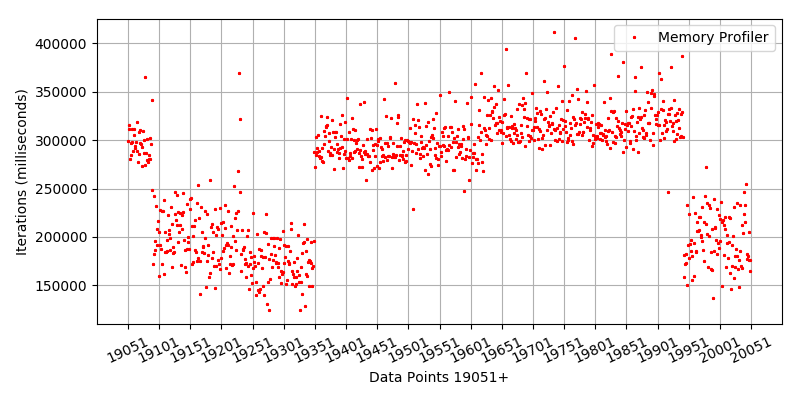 Memory Profiler
Iterations (milliseconds)
400000
350000
300000
250000
200000
150000
19051 19101 19151 19201 19251 19301 19351 19401 19451 19501 19551 19601 19651 19701 19751 19801 19851 19901 19951 20001 20051
Data Points 19051+